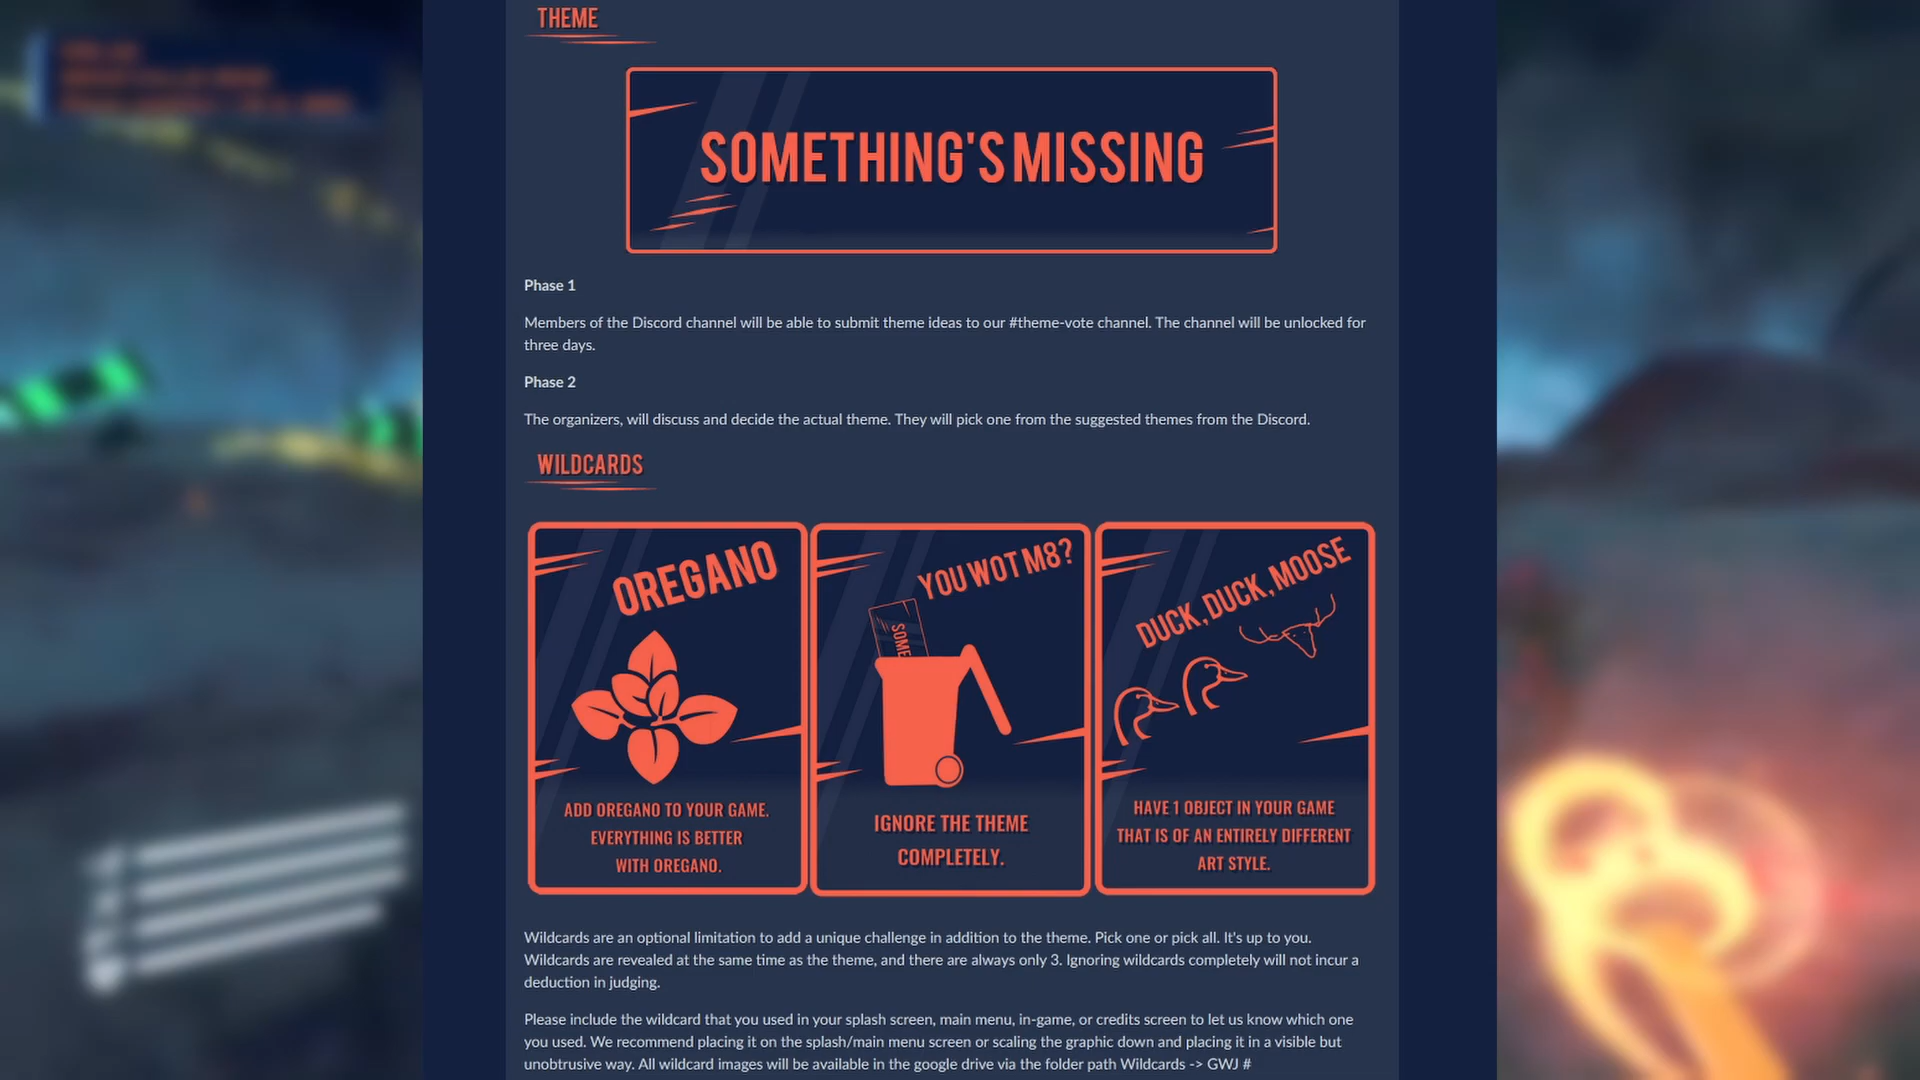 THEME
SOMETHING'S MISSING
Phase 1
Members of the Discord channel will be able to submit theme ideas to our #theme-vote channel. The channel will be unlocked for
three days.
Phase 2
The organizers, will discuss and decide the actual theme. They will pick one from the suggested themes from the Discord.
WILDCARDS
OREGANO
ADD OREGANO TO YOUR GAME.
EVERYTHING IS BETTER
WITH OREGANO.
YOU WOT M8?
SOME
IGNORE THE THEME
COMPLETELY.
DUCK, DUCK, MOOSE
HAVE 1 OBJECT IN YOUR GAME
THAT IS OF AN ENTIRELY DIFFERENT
ART STYLE.
Wildcards are an optional limitation to add a unique challenge in addition to the theme. Pick one or pick all. It's up to you.
Wildcards are revealed at the same time as the theme, and there are always only 3. Ignoring wildcards completely will not incur a
deduction in judging.
Please include the wildcard that you used in your splash screen, main menu, in-game, or credits screen to let us know which one
you used. We recommend placing it on the splash/main menu screen or scaling the graphic down and placing it in a visible but
unobtrusive way. All wildcard images will be available in the google drive via the folder path Wildcards -> GWJ #